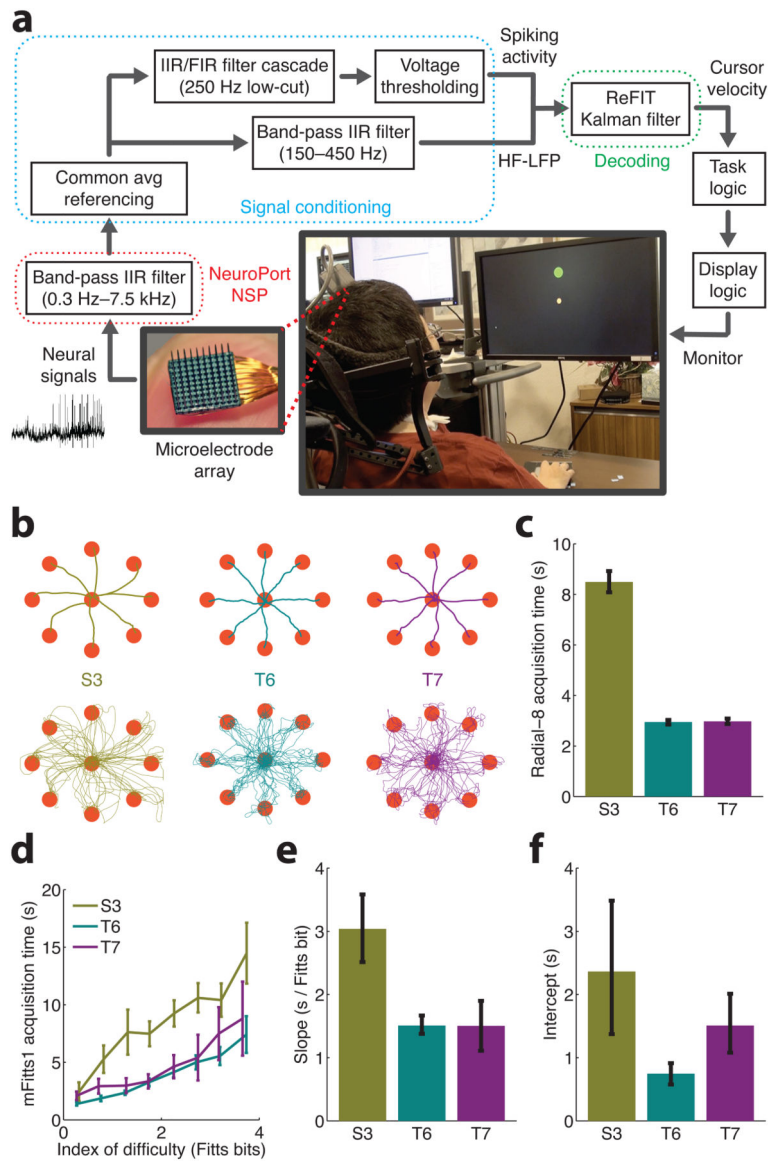 a
IIR/FIR filter cascade
(250 Hz low-cut)
Voltage
thresholding
Spiking
activity
Band-pass IIR filter
(150–450 Hz)
HF-LFP
ReFIT
Kalman filter
Decoding
Cursor
velocity
Common avg
referencing
Signal conditioning
Task
logic
Band-pass IIR filter
(0.3 Hz–7.5 kHz)
NeuroPort
NSP
Display
logic
Monitor
Neural
signals
Microelectrode
array
b
S3
T6
T7
c
Radial–8 acquisition time (s)
10
8
6
4
2
0
S3
T6
T7
d
mFitts1 acquisition time (s)
20
15
10
5
0
S3
T6
T7
0
2
4
Index of difficulty (Fitts bits)
e
Slope (s / Fitts bit)
4
3
2
1
0
S3
T6
T7
f
Intercept (s)
4
3
2
1
0
S3
T6
T7